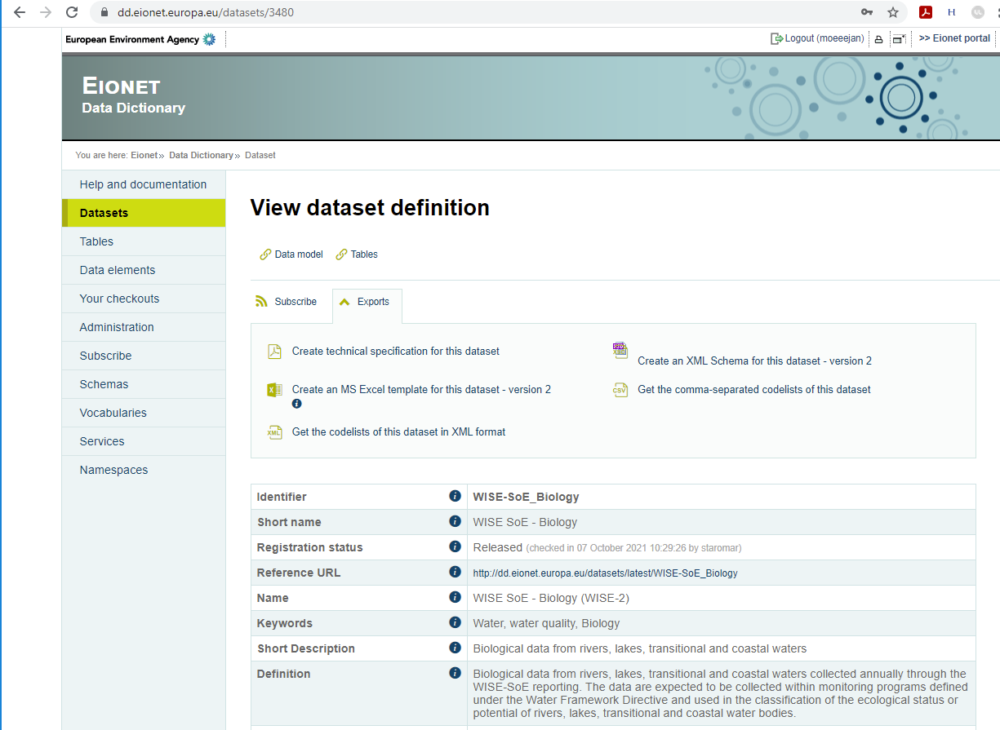 dd.eionet.europa.eu/datasets/3480
H
European Environment Agency
Logout (moeeejan)
>> Eionet portal
EIONET
Data Dictionary
You are here: Eionet» Data Dictionary» Dataset
Help and documentation
Datasets
Tables
Data elements
Your checkouts
Administration
Subscribe
Schemas
Vocabularies
Services
Namespaces
View dataset definition
Data model Tables
Subscribe Exports
Create technical specification for this dataset
Create an XML Schema for this dataset - version 2
Create an MS Excel template for this dataset - version 2
CSV Get the comma-separated codelists of this dataset
XML Get the codelists of this dataset in XML format
Identifier i WISE-SoE_Biology
Short name i WISE SoE - Biology
Registration status i Released (checked in 07 October 2021 10:29:26 by staromar)
Reference URL i http://dd.eionet.europa.eu/datasets/latest/WISE-SoE_Biology
Name i WISE SoE - Biology (WISE-2)
Keywords i Water, water quality, Biology
Short Description i Biological data from rivers, lakes, transitional and coastal waters
Definition i Biological data from rivers, lakes, transitional and coastal waters collected annually through the
WISE-SoE reporting. The data are expected to be collected within monitoring programs defined
under the Water Framework Directive and used in the classification of the ecological status or
potential of rivers, lakes, transitional and coastal water bodies.